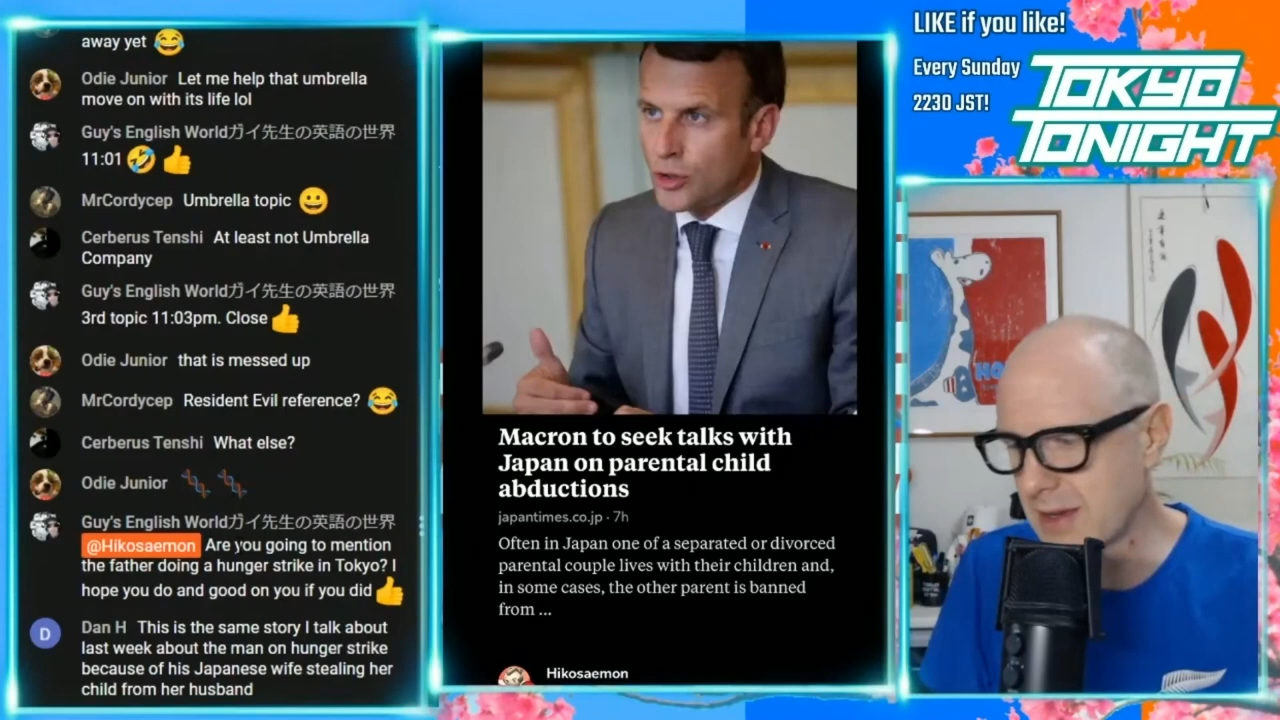 away yet 😂
Odie Junior Let me help that umbrella
move on with its life lol
Guy's English Worldガイ先生の英語の世界
11:01 🤣 👍
MrCordycep Umbrella topic 😀
Cerberus Tenshi At least not Umbrella
Company
Guy's English Worldガイ先生の英語の世界
3rd topic 11:03pm. Close 👍
Odie Junior that is messed up
MrCordycep Resident Evil reference? 😂
Cerberus Tenshi What else?
Odie Junior 🧬 🧬
Guy's English Worldガイ先生の英語の世界
@Hikosaemon Are you going to mention
the father doing a hunger strike in Tokyo? I
hope you do and good on you if you did 👍
D
Dan H This is the same story I talk about
last week about the man on hunger strike
because of his Japanese wife stealing her
child from her husband
Macron to seek talks with
Japan on parental child
abductions
japantimes.co.jp · 7h
Often in Japan one of a separated or divorced
parental couple lives with their children and,
in some cases, the other parent is banned
from ...
Hikosaemon
LIKE if you like!
Every Sunday
2230 JST!
TOKYO
TONIGHT